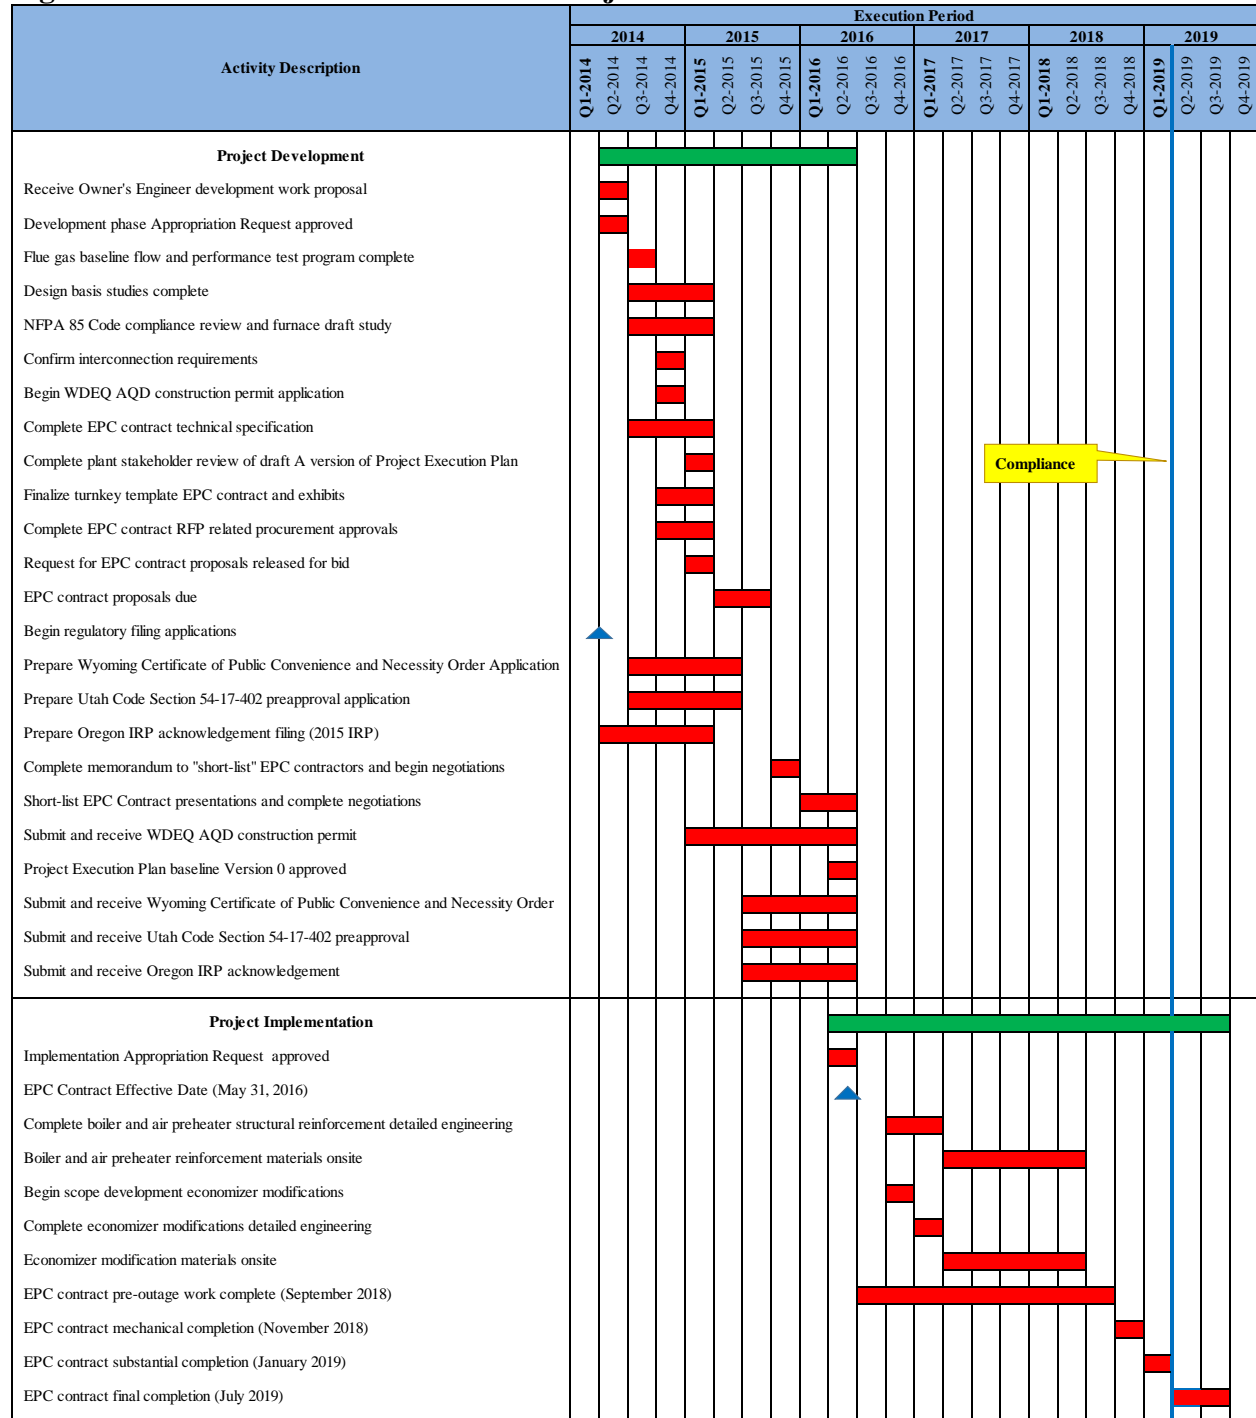 Execution Period
2014 2015 2016 2017 2018 2019
Activity Description
Q1-2014 Q2-2014 Q3-2014 Q4-2014 Q1-2015 Q2-2015 Q3-2015 Q4-2015 Q1-2016 Q2-2016 Q3-2016 Q4-2016 Q1-2017 Q2-2017 Q3-2017 Q4-2017 Q1-2018 Q2-2018 Q3-2018 Q4-2018 Q1-2019 Q2-2019 Q3-2019 Q4-2019
Project Development
Receive Owner's Engineer development work proposal
Development phase Appropriation Request approved
Flue gas baseline flow and performance test program complete
Design basis studies complete
NFPA 85 Code compliance review and furnace draft study
Confirm interconnection requirements
Begin WDEQ AQD construction permit application
Complete EPC contract technical specification
Complete plant stakeholder review of draft A version of Project Execution Plan
Compliance
Finalize turnkey template EPC contract and exhibits
Complete EPC contract RFP related procurement approvals
Request for EPC contract proposals released for bid
EPC contract proposals due
Begin regulatory filing applications
Prepare Wyoming Certificate of Public Convenience and Necessity Order Application
Prepare Utah Code Section 54-17-402 preapproval application
Prepare Oregon IRP acknowledgement filing (2015 IRP)
Complete memorandum to "short-list" EPC contractors and begin negotiations
Short-list EPC Contract presentations and complete negotiations
Submit and receive WDEQ AQD construction permit
Project Execution Plan baseline Version 0 approved
Submit and receive Wyoming Certificate of Public Convenience and Necessity Order
Submit and receive Utah Code Section 54-17-402 preapproval
Submit and receive Oregon IRP acknowledgement
Project Implementation
Implementation Appropriation Request approved
EPC Contract Effective Date (May 31, 2016)
Complete boiler and air preheater structural reinforcement detailed engineering
Boiler and air preheater reinforcement materials onsite
Begin scope development economizer modifications
Complete economizer modifications detailed engineering
Economizer modification materials onsite
EPC contract pre-outage work complete (September 2018)
EPC contract mechanical completion (November 2018)
EPC contract substantial completion (January 2019)
EPC contract final completion (July 2019)